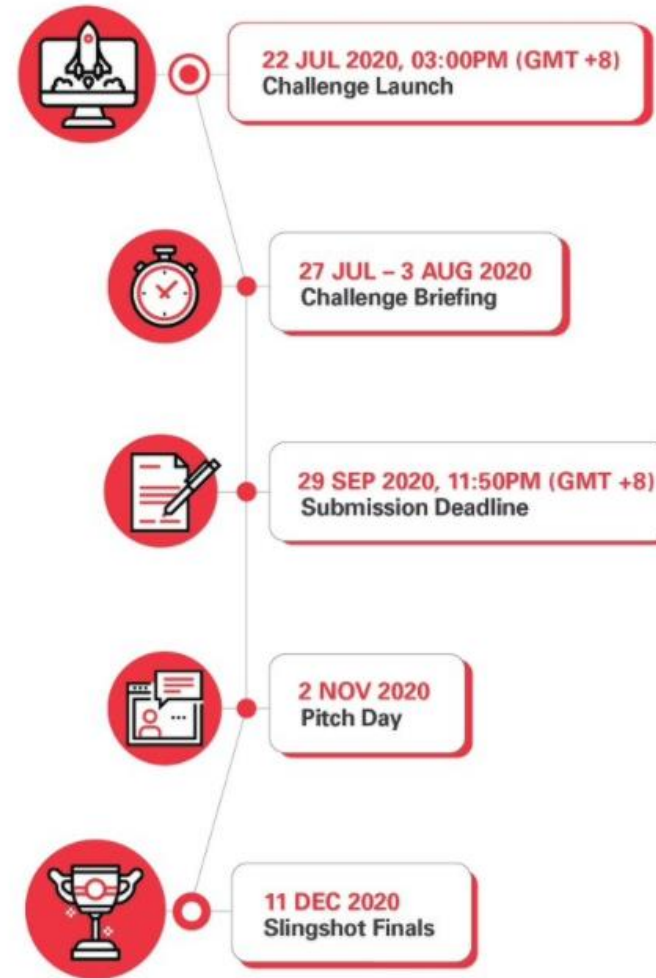 22 JUL 2020, 03:00PM (GMT +8)
Challenge Launch
27 JUL – 3 AUG 2020
Challenge Briefing
29 SEP 2020, 11:50PM (GMT +8)
Submission Deadline
2 NOV 2020
Pitch Day
11 DEC 2020
Slingshot Finals